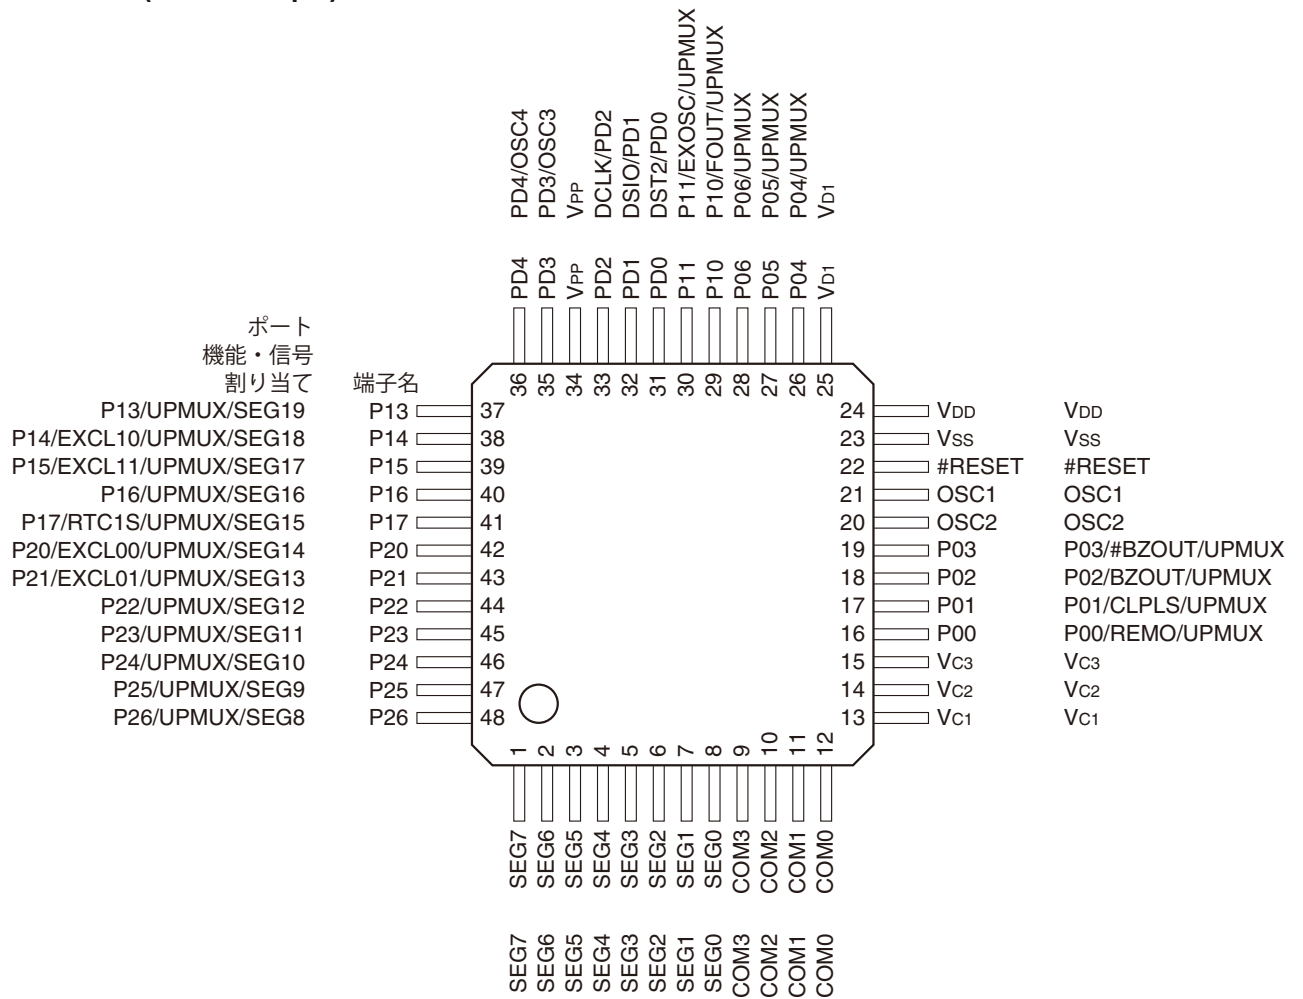 PD4/OSC4
PD3/OSC3
VPP
DCLK/PD2
DSIO/PD1
DST2/PD0
P11/EXOSC/UPMUX
P10/FOUT/UPMUX
P06/UPMUX
P05/UPMUX
P04/UPMUX
VD1
PD4
PD3
VPP
PD2
PD1
PD0
P11
P10
P06
P05
P04
VD1
ポート
機能・信号
割り当て 端子名
36 35 34 33 32 31 30 29 28 27 26 25
P13/UPMUX/SEG19 P13 37 24 VDD VDD
P14/EXCL10/UPMUX/SEG18 P14 38 23 VSS VSS
P15/EXCL11/UPMUX/SEG17 P15 39 22 #RESET #RESET
P16/UPMUX/SEG16 P16 40 21 OSC1 OSC1
P17/RTC1S/UPMUX/SEG15 P17 41 20 OSC2 OSC2
P20/EXCL00/UPMUX/SEG14 P20 42 19 P03 P03/#BZOUT/UPMUX
P21/EXCL01/UPMUX/SEG13 P21 43 18 P02 P02/BZOUT/UPMUX
P22/UPMUX/SEG12 P22 44 17 P01 P01/CLPLS/UPMUX
P23/UPMUX/SEG11 P23 45 16 P00 P00/REMO/UPMUX
P24/UPMUX/SEG10 P24 46 15 VC3 VC3
P25/UPMUX/SEG9 P25 47 14 VC2 VC2
P26/UPMUX/SEG8 P26 48 13 VC1 VC1
1 2 3 4 5 6 7 8 9 10 11 12
SEG7
SEG6
SEG5
SEG4
SEG3
SEG2
SEG1
SEG0
COM3
COM2
COM1
COM0
SEG7
SEG6
SEG5
SEG4
SEG3
SEG2
SEG1
SEG0
COM3
COM2
COM1
COM0